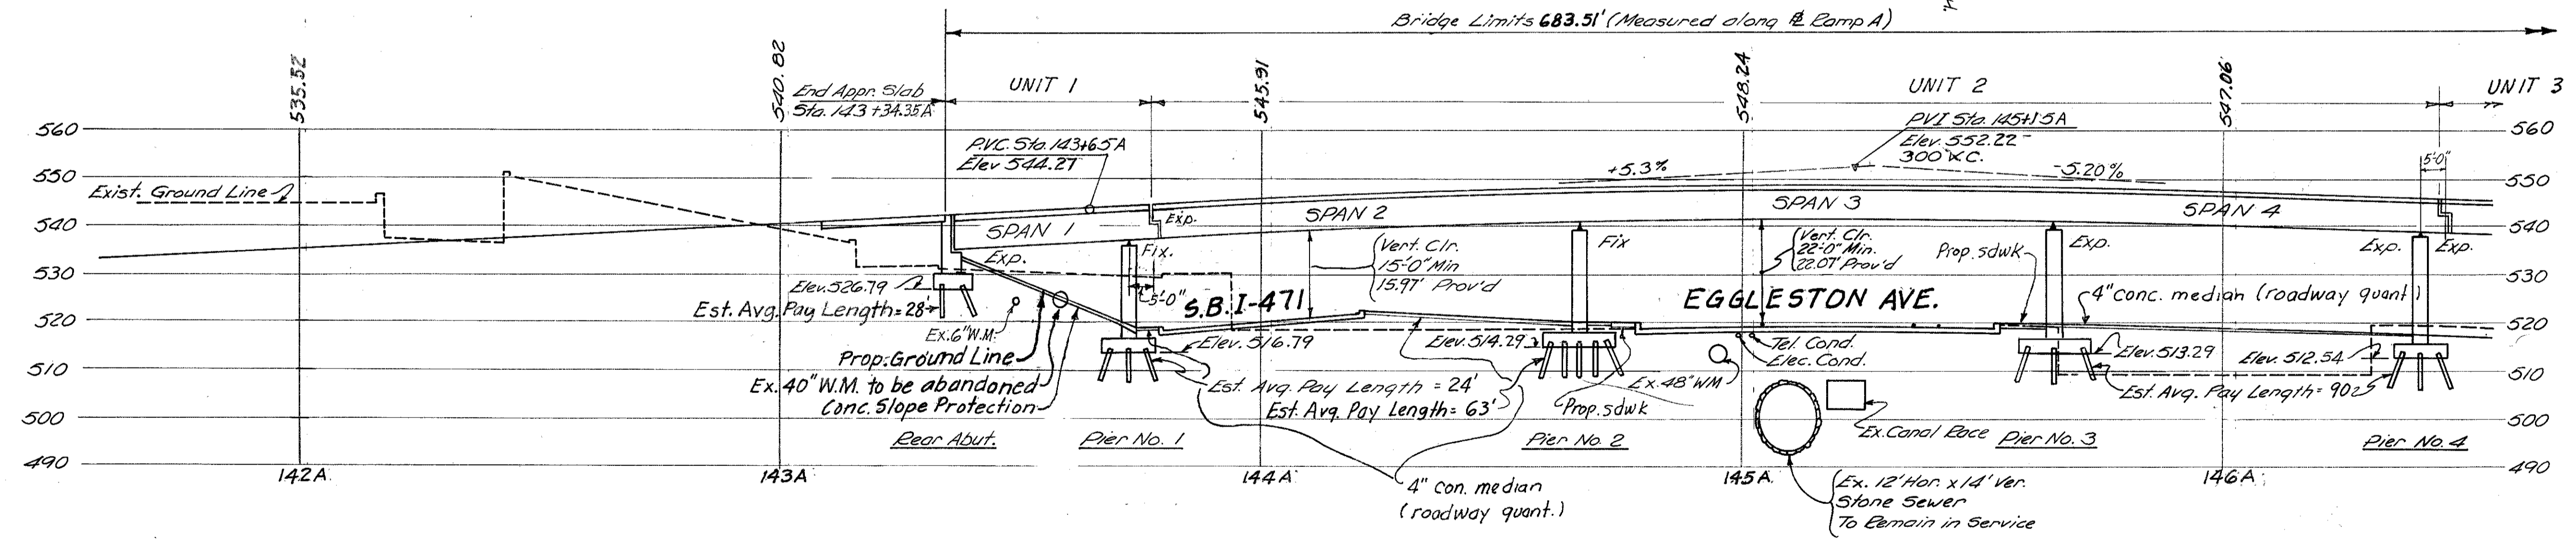 Bridge Limits 683.51' (Measured along ⅊ Ramp A)
535.52
540.82
545.91
548.24
547.06
End Appr. Slab
Sta. 143+34.35A
UNIT 1
UNIT 2
UNIT 3
560
560
P.V.C. Sta. 143+65A
Elev 544.27
PVI Sta. 145+15A
Elev. 552.22
300' V.C.
+5.3%
-5.20%
5'-0"
550
550
Exist. Ground Line
SPAN 1
SPAN 2
SPAN 3
SPAN 4
Exp.
540
540
Exp.
Fix.
Fix
Exp.
Exp.
Exp.
(Vert. Clr.
15'-0" Min
15.97' Prov'd
(Vert. Clr.
22'-0" Min.
22.07' Prov'd
Prop. sdwk
530
530
Elev. 526.79
Est. Avg. Pay Length = 28'
5'-0"
S.B. I-471
EGGLESTON AVE.
4" conc. median (roadway quant.)
520
520
Ex. 6" W.M.
Prop. Ground Line
Elev. 516.79
Elev. 514.29
Tel. Cond.
Elec. Cond.
Elev. 513.29
Elev. 512.54
510
510
Ex. 40" W.M. to be abandoned
Conc. Slope Protection
Est. Avg. Pay Length = 24'
Est. Avg. Pay Length = 63'
Ex. 48" WM
Prop. sdwk
Est. Avg. Pay Length = 90'
500
500
Ex. Canal Race
Rear Abut.
Pier No. 1
Pier No. 2
Pier No. 3
Pier No. 4
490
490
142A
143A
144A
145A
146A
4" con. median
(roadway quant.)
(Ex. 12' Hor. x 14' Ver.
Stone Sewer
To Remain in Service